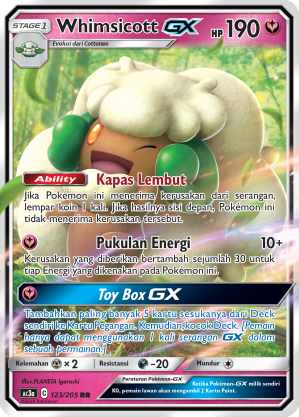 STAGE 1 Whimsicott GX HP 190
Evolusi dari Cottonee
Ability Kapas Lembut
Jika Pokémon ini menerima kerusakan dari serangan,
lempar koin 1 kali. Jika hasilnya sisi depan, Pokémon ini
tidak menerima kerusakan tersebut.
Pukulan Energi 10+
Kerusakan yang diberikan bertambah sejumlah 30 untuk
tiap Energi yang dikenakan pada Pokémon ini.
Toy Box GX
Tambahkan paling banyak 5 kartu sesukanya dari Deck
sendiri ke Kartu Pegangan. Kemudian, kocok Deck. [Pemain
hanya dapat menggunakan 1 kali serangan GX dalam
sebuah permainan.]
Kelemahan ×2 Resistansi -20 Mundur
Illus. PLANETA Igarashi
Peraturan Pokémon-GX
Ketika Pokémon-GX milik sendiri
KO, pemain lawan akan mengambil 2 Kartu Point.
SC3a G 123/205 RR